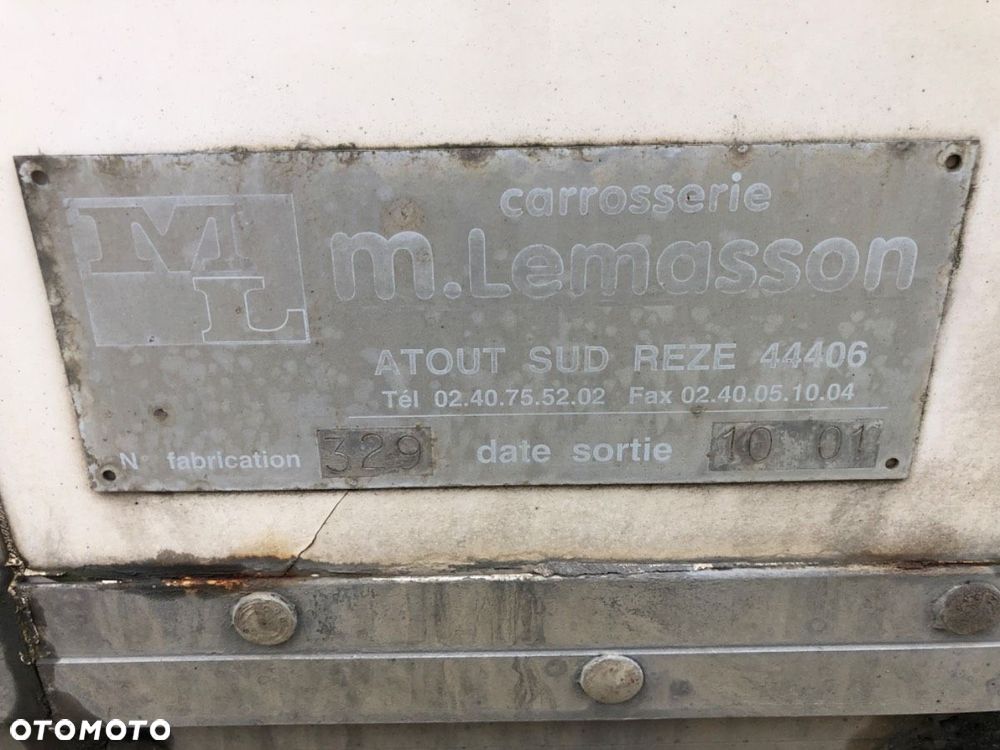 ML
carrosserie
m.Lemasson
ATOUT SUD REZE 44406
Tél 02.40.75.52.02 Fax 02.40.05.10.04
N° fabrication 329 date sortie 10 01
OTOMOTO